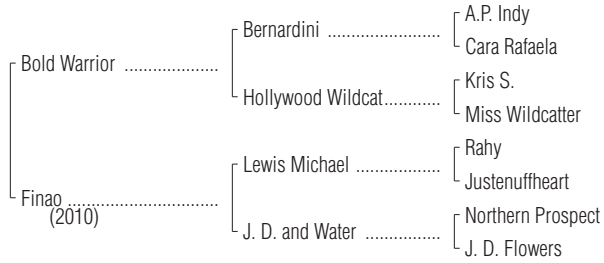 A.P. Indy
Bernardini ........................
Cara Rafaela
Bold Warrior ....................
Kris S.
Hollywood Wildcat............
Miss Wildcatter
Rahy
Lewis Michael ..................
Justenuffheart
Finao ................................
(2010)
Northern Prospect
J. D. and Water ................
J. D. Flowers